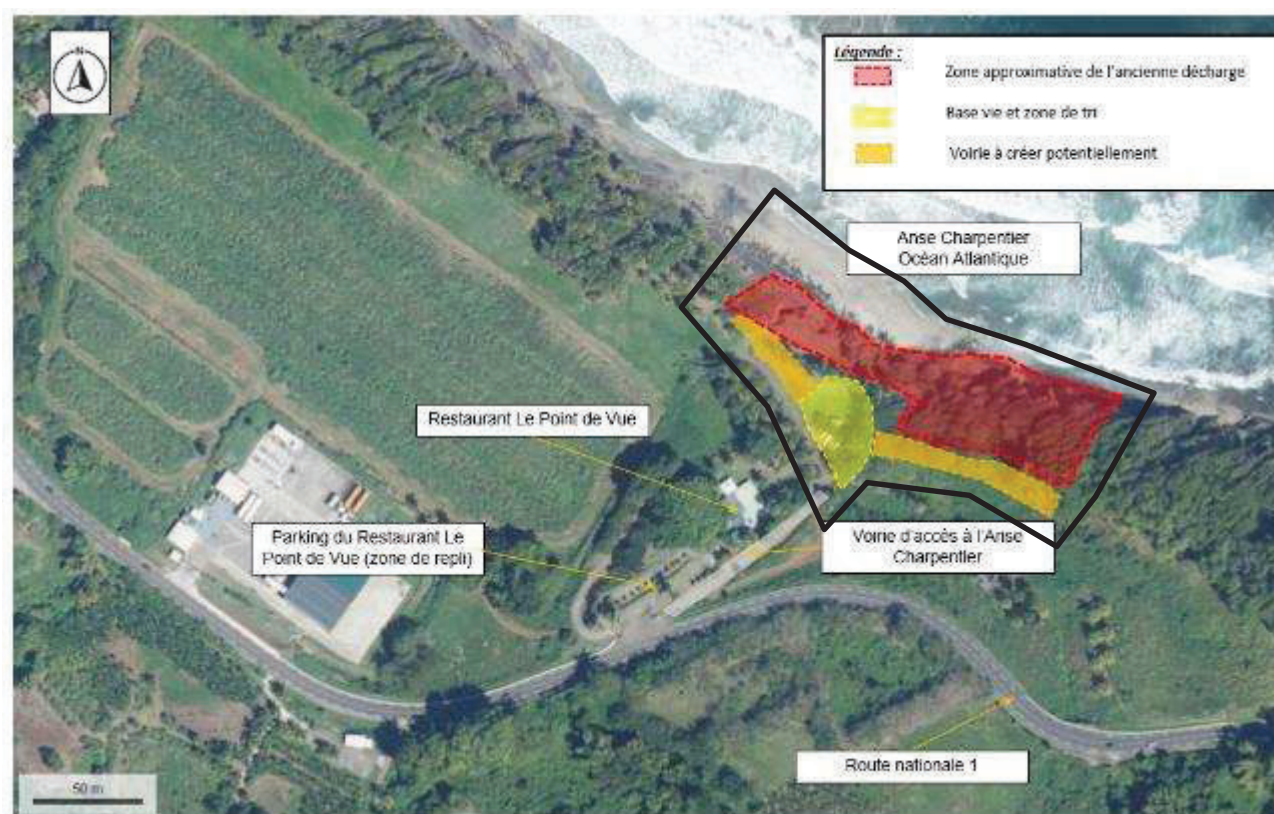 N
Légende :
Zone approximative de l'ancienne décharge
Base vie et zone de tri
Voirie à créer potentiellement
Anse Charpentier
Océan Atlantique
Restaurant Le Point de Vue
Parking du Restaurant Le
Point de Vue (zone de repli)
Voirie d'accès à l'Anse
Charpentier
Route nationale 1
50 m